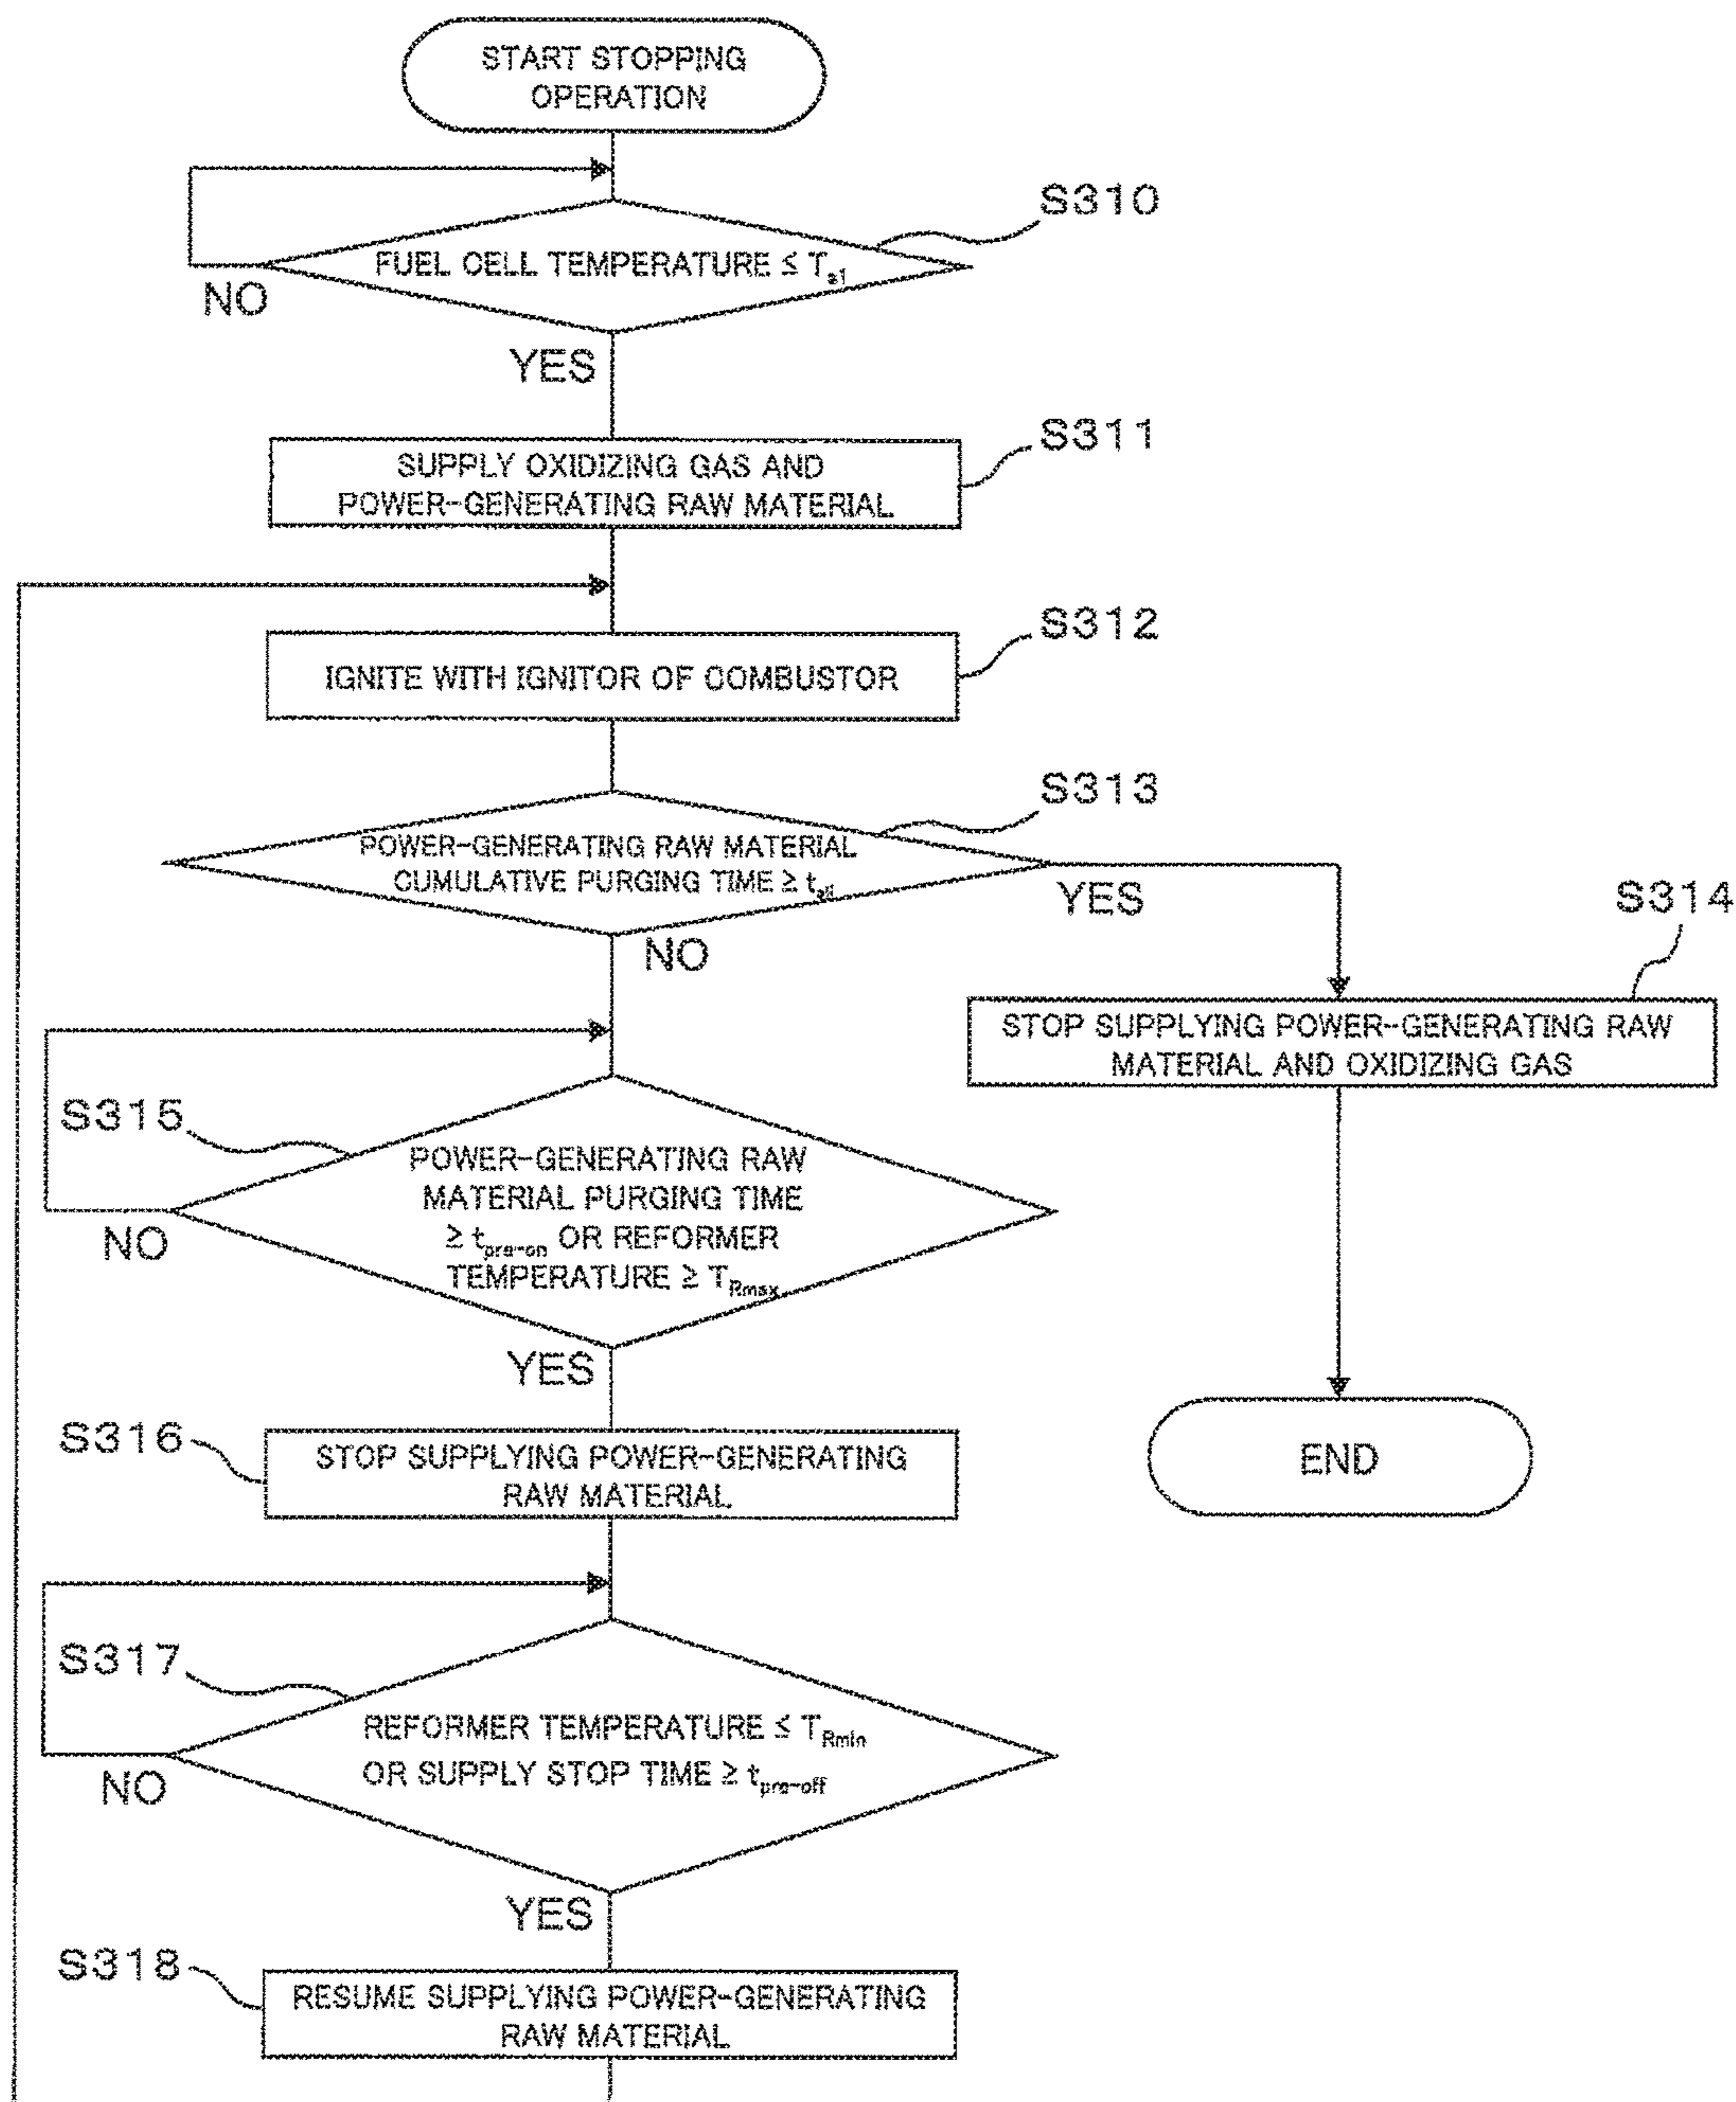 START STOPPING
OPERATION
S310
FUEL CELL TEMPERATURE ≤ Ta1
NO
YES
S311
SUPPLY OXIDIZING GAS AND
POWER-GENERATING RAW MATERIAL
S312
IGNITE WITH IGNITOR OF COMBUSTOR
S313
POWER-GENERATING RAW MATERIAL
CUMULATIVE PURGING TIME ≥ tall
YES
NO
S314
STOP SUPPLYING POWER-GENERATING RAW
MATERIAL AND OXIDIZING GAS
S315
POWER-GENERATING RAW
MATERIAL PURGING TIME
≥ tpre-on OR REFORMER
TEMPERATURE ≥ TRmax
NO
YES
S316
STOP SUPPLYING POWER-GENERATING
RAW MATERIAL
END
S317
REFORMER TEMPERATURE ≤ TRmin
OR SUPPLY STOP TIME ≥ tpre-off
NO
YES
S318
RESUME SUPPLYING POWER-GENERATING
RAW MATERIAL